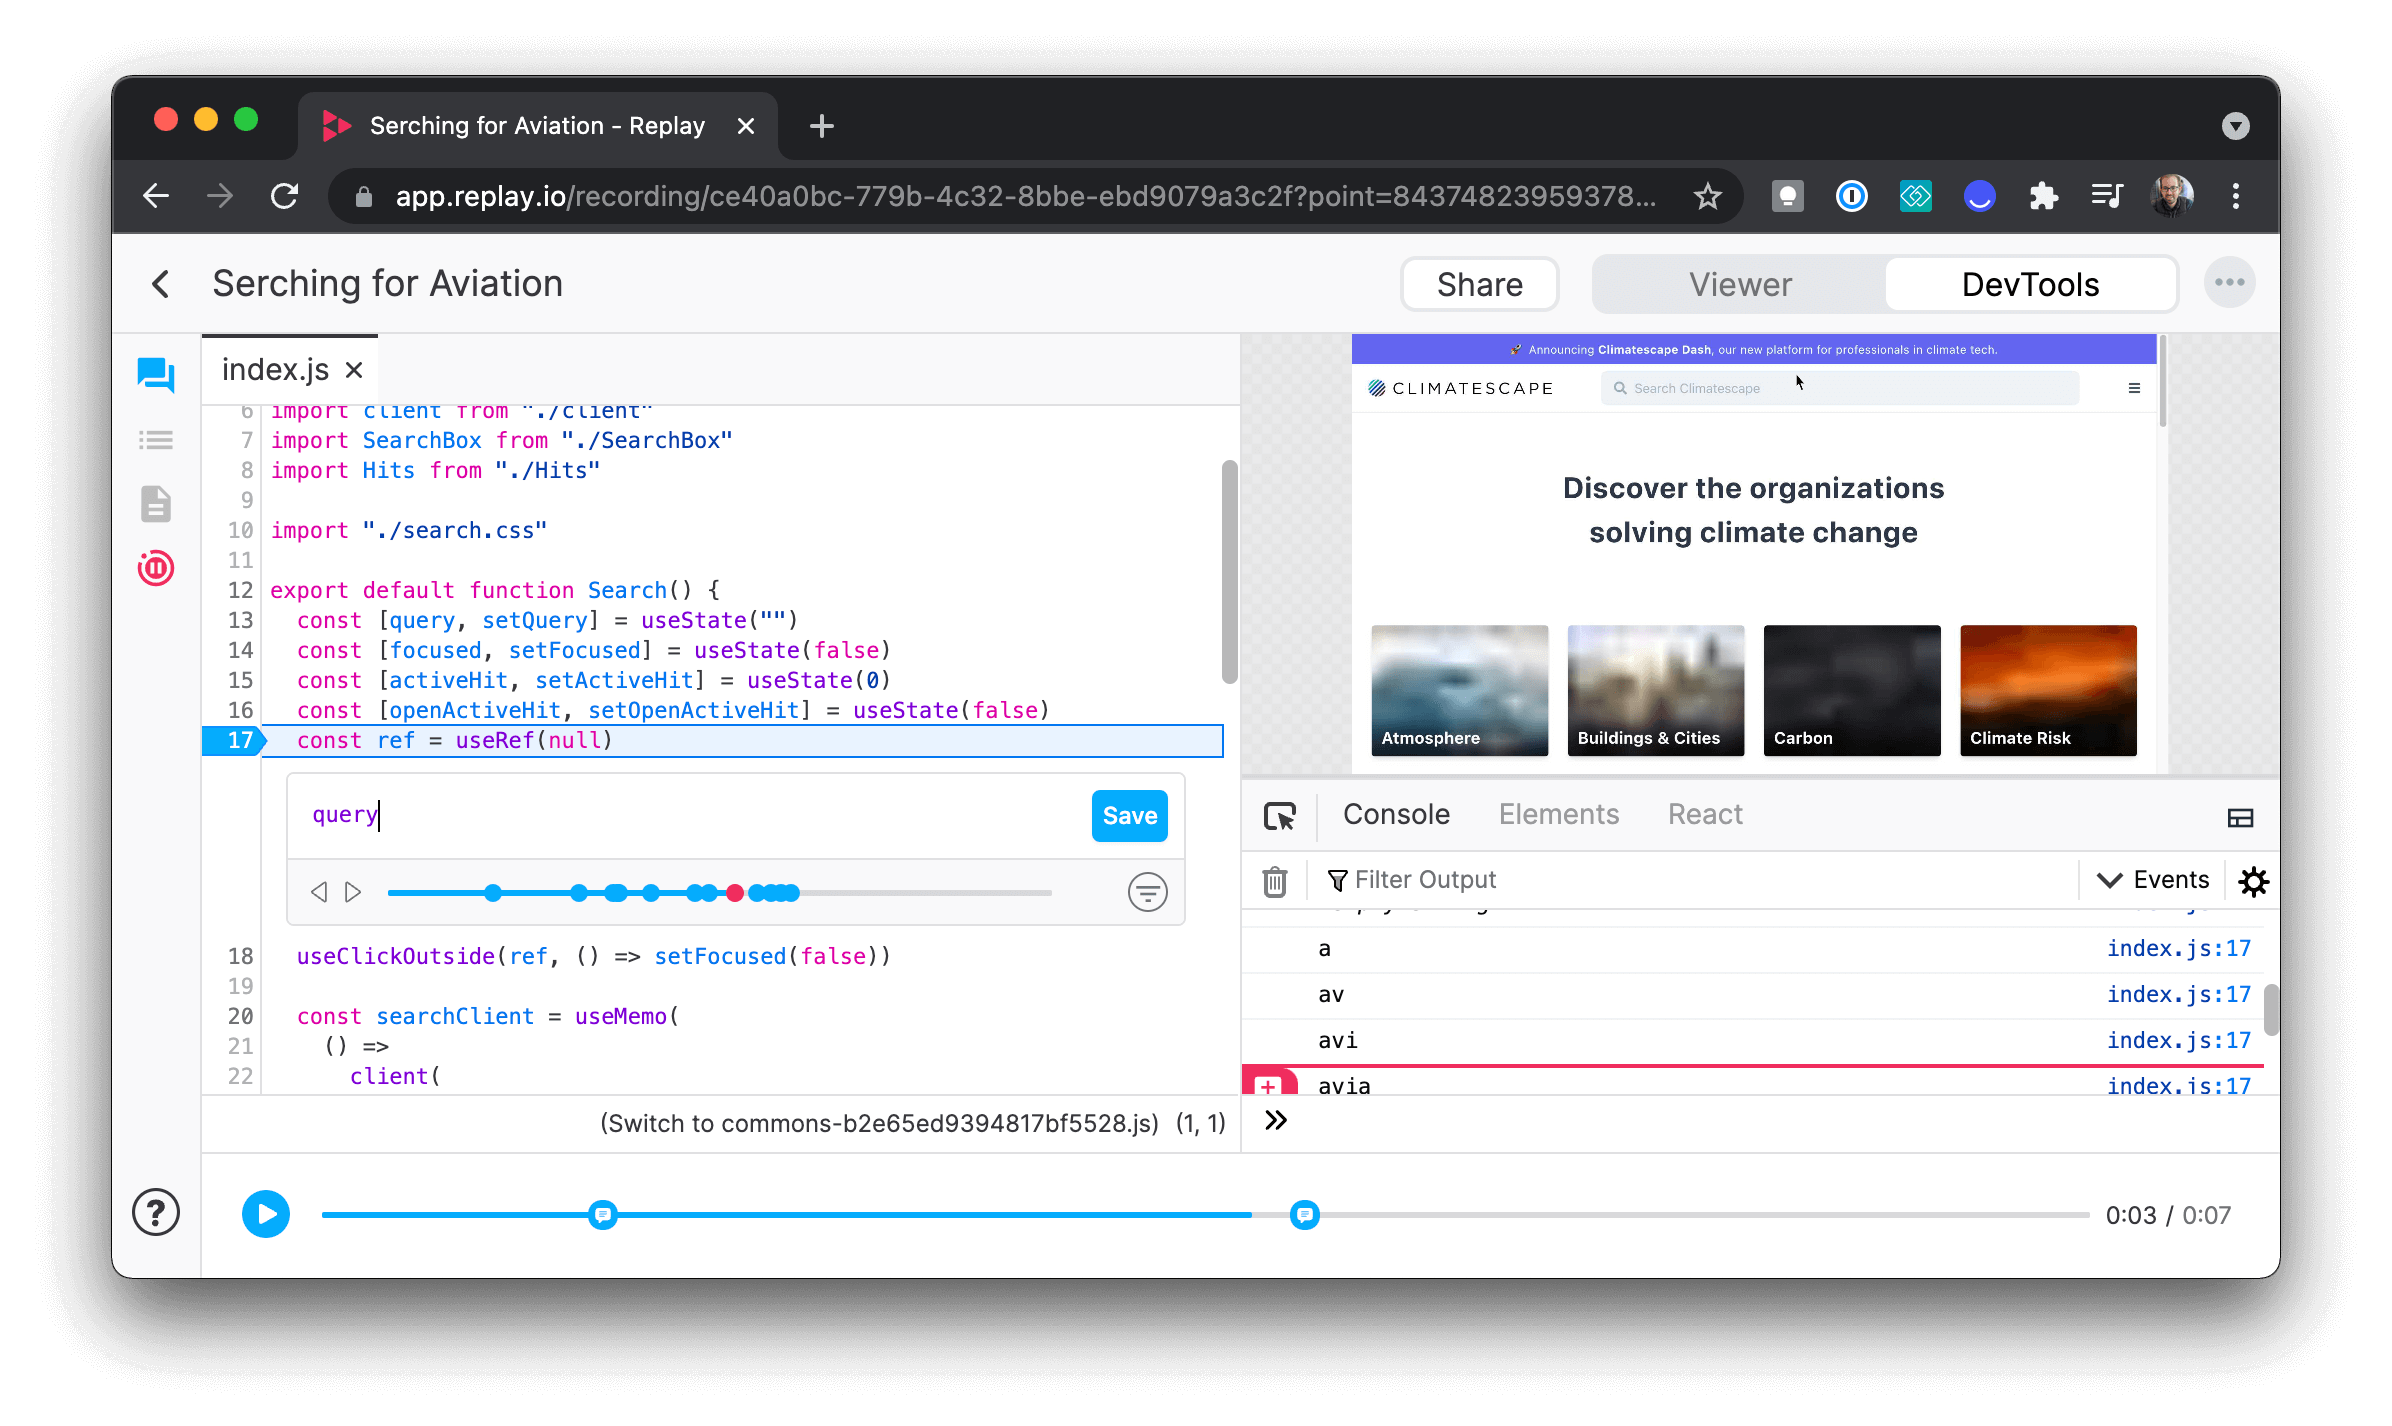 Serching for Aviation - Replay
app.replay.io/recording/ce40a0bc-779b-4c32-8bbe-ebd9079a3c2f?point=84374823959378...
Serching for Aviation
Share
Viewer
DevTools
index.js
6 import client from "./client"
7 import SearchBox from "./SearchBox"
8 import Hits from "./Hits"
9
10 import "./search.css"
11
12 export default function Search() {
13 const [query, setQuery] = useState("")
14 const [focused, setFocused] = useState(false)
15 const [activeHit, setActiveHit] = useState(0)
16 const [openActiveHit, setOpenActiveHit] = useState(false)
17 const ref = useRef(null)
query
Save
18 useClickOutside(ref, () => setFocused(false))
19
20 const searchClient = useMemo(
21 () =>
22 client(
(Switch to commons-b2e65ed9394817bf5528.js) (1, 1)
Announcing Climatescape Dash, our new platform for professionals in climate tech.
CLIMATESCAPE
Search Climatescape
Discover the organizations
solving climate change
Atmosphere
Buildings & Cities
Carbon
Climate Risk
Console
Elements
React
Filter Output
Events
a index.js:17
av index.js:17
avi index.js:17
avia index.js:17
0:03 / 0:07